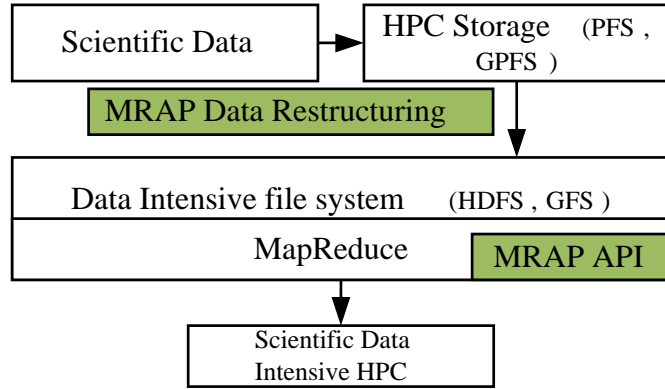 Scientific Data
HPC Storage (PFS ,
GPFS )
MRAP Data Restructuring
Data Intensive file system (HDFS , GFS )
MapReduce
MRAP API
Scientific Data
Intensive HPC